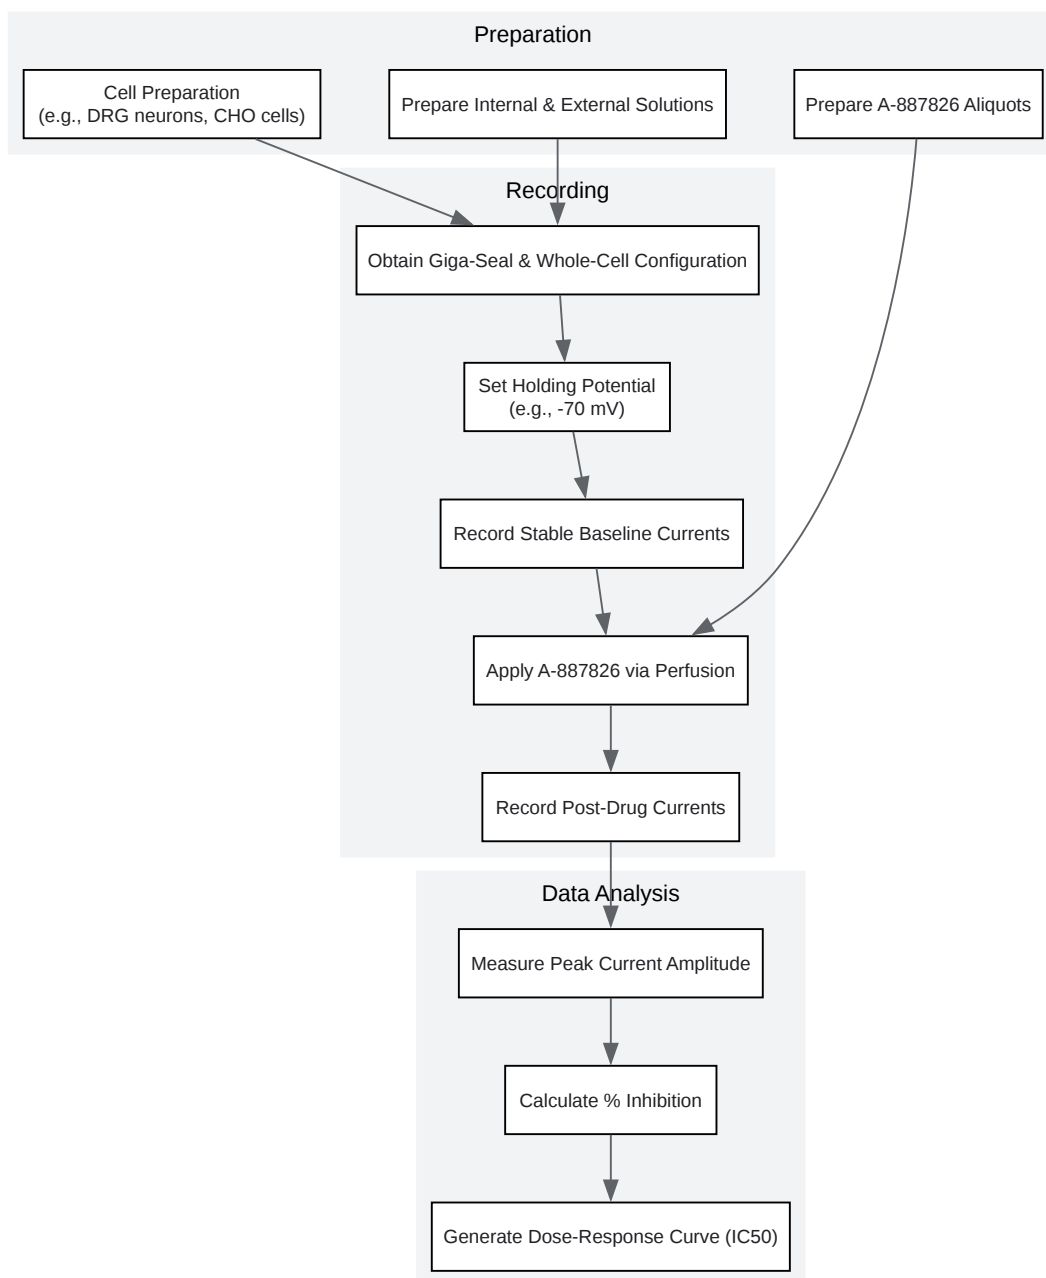 Preparation
Cell Preparation
(e.g., DRG neurons, CHO cells)
Prepare Internal & External Solutions
Prepare A-887826 Aliquots
Recording
Obtain Giga-Seal & Whole-Cell Configuration
Set Holding Potential
(e.g., -70 mV)
Record Stable Baseline Currents
Apply A-887826 via Perfusion
Record Post-Drug Currents
Data Analysis
Measure Peak Current Amplitude
Calculate % Inhibition
Generate Dose-Response Curve (IC50)